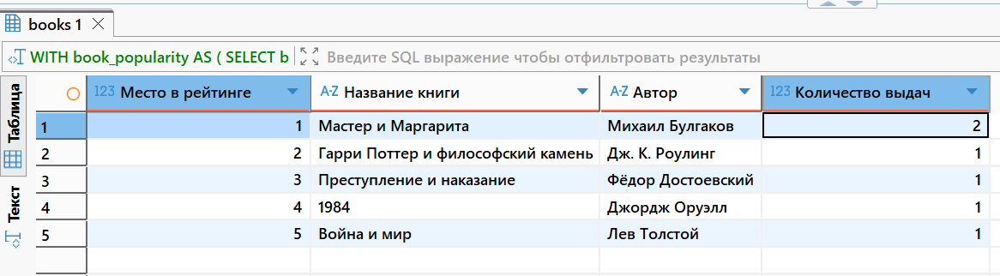 books 1
WITH book_popularity AS ( SELECT b Введите SQL выражение чтобы отфильтровать результаты
Таблица
Текст
123 Место в рейтинге A-Z Название книги A-Z Автор 123 Количество выдач
1 1 Мастер и Маргарита Михаил Булгаков 2
2 2 Гарри Поттер и философский камень Дж. К. Роулинг 1
3 3 Преступление и наказание Фёдор Достоевский 1
4 4 1984 Джордж Оруэлл 1
5 5 Война и мир Лев Толстой 1